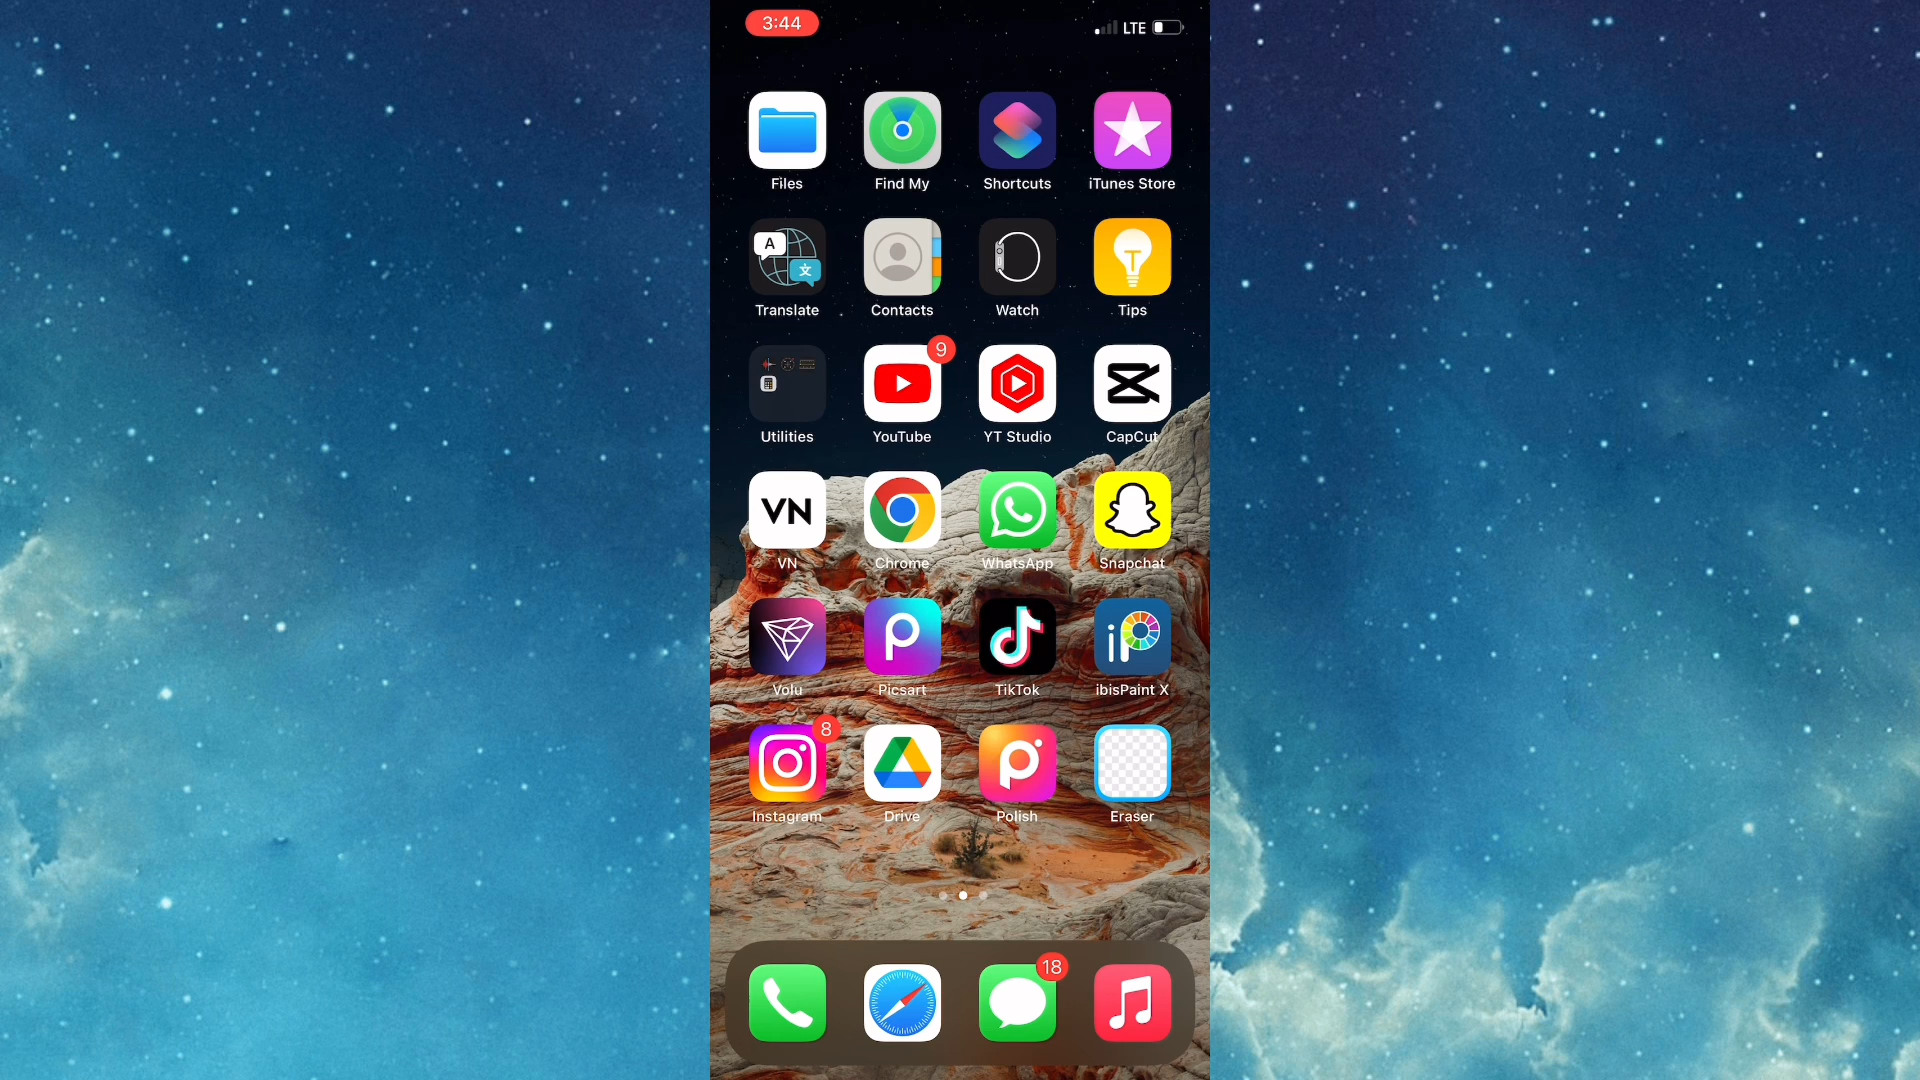 3:44 LTE
Files Find My Shortcuts iTunes Store
A 文
Translate Contacts Watch Tips
9
Utilities YouTube YT Studio CapCut
VN
VN Chrome WhatsApp Snapchat
iP
Volu Picsart TikTok ibisPaint X
8
Instagram Drive Polish Eraser
18